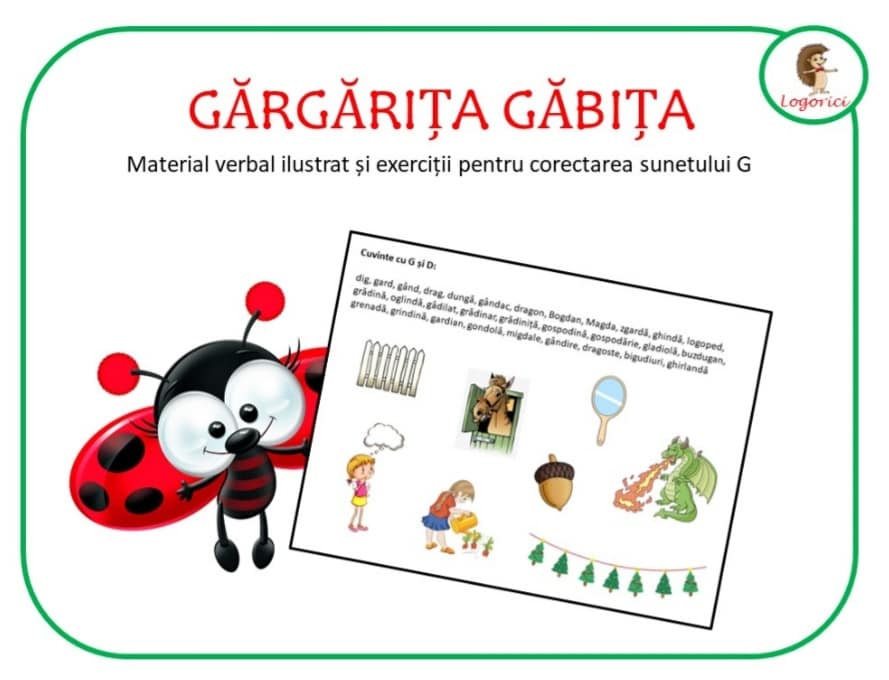 Logorici
GĂRGĂRIȚA GĂBIȚA
Material verbal ilustrat și exerciții pentru corectarea sunetului G
Cuvinte cu G și D:
dig, gard, gând, drag, dungă, gândac, dragon, Bogdan, Magda, zgardă, ghindă, logoped,
grădină, oglindă, gâdilat, grădinar, grădiniță, gospodină, gospodărie, gladiolă, buzdugan,
grenadă, grindină, gardian, gondolă, migdale, gândire, dragoste, bigudiuri, ghirlandă